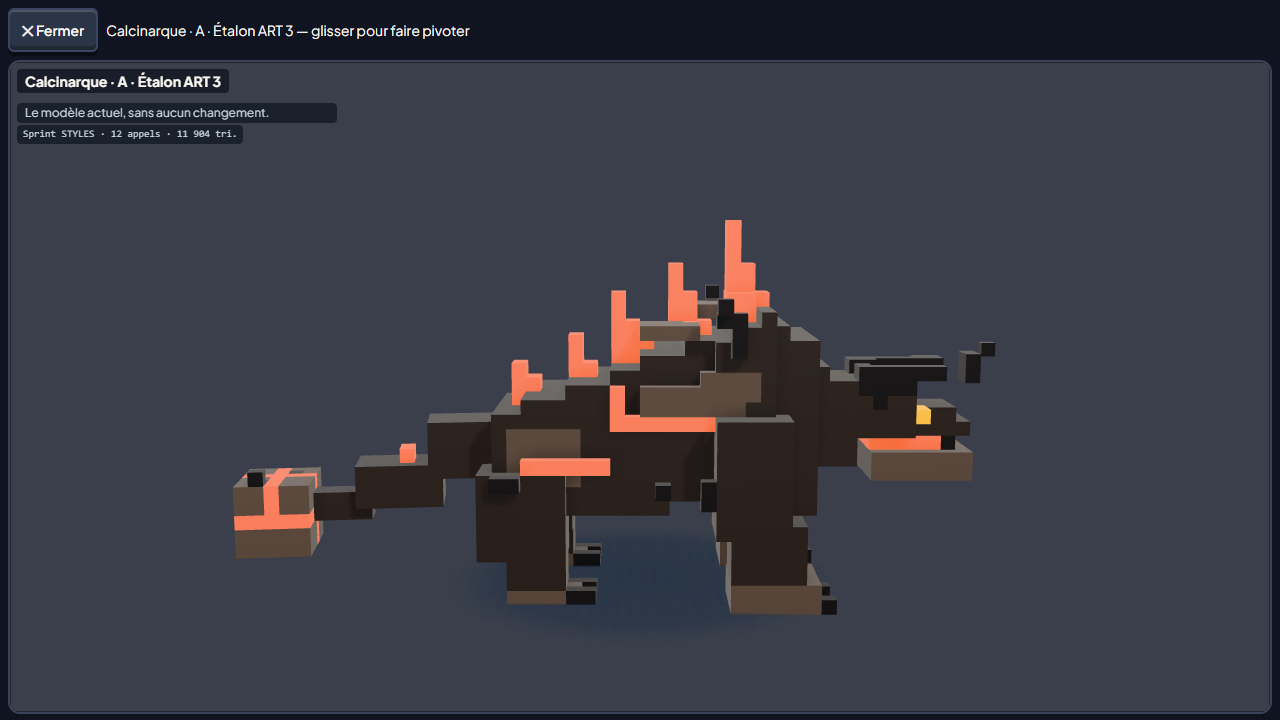 ✕ Fermer
Calcinarque · A · Étalon ART 3 — glisser pour faire pivoter
Calcinarque · A · Étalon ART 3
Le modèle actuel, sans aucun changement.
Sprint STYLES · 12 appels · 11 904 tri.